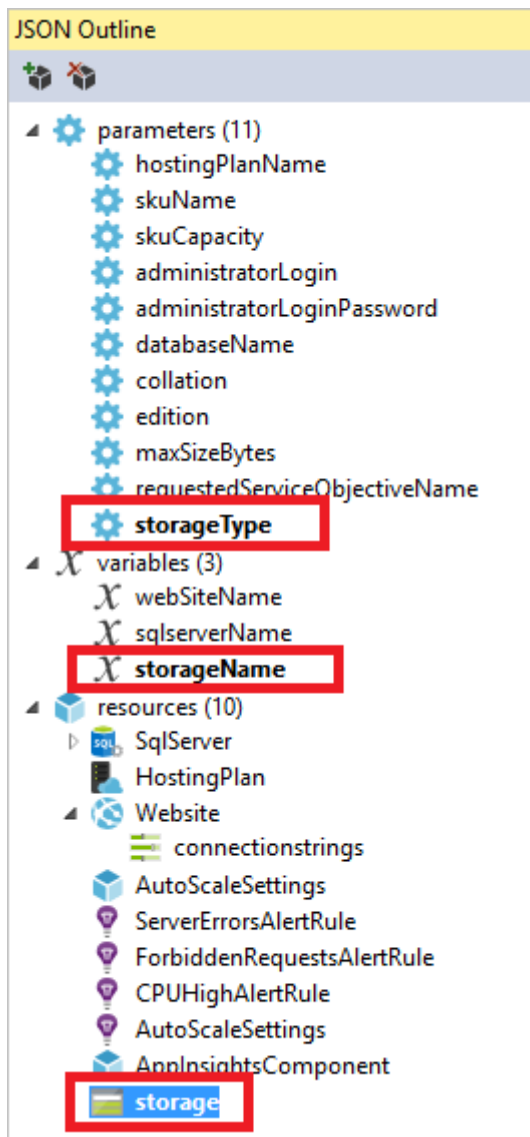 JSON Outline
parameters (11)
hostingPlanName
skuName
skuCapacity
administratorLogin
administratorLoginPassword
databaseName
collation
edition
maxSizeBytes
requestedServiceObjectiveName
storageType
variables (3)
webSiteName
sqlserverName
storageName
resources (10)
SqlServer
HostingPlan
Website
connectionstrings
AutoScaleSettings
ServerErrorsAlertRule
ForbiddenRequestsAlertRule
CPUHighAlertRule
AutoScaleSettings
AppInsightsComponent
storage